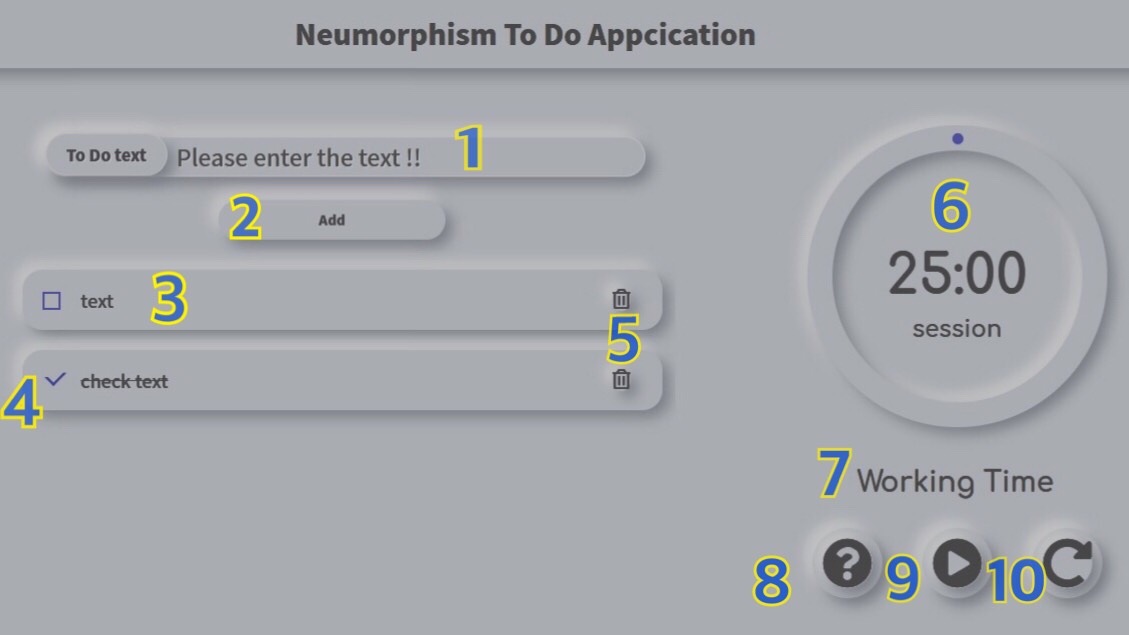 Neumorphism To Do Appcication
To Do text Please enter the text !! 1
2 Add
3 text
5
4 check text
6
25:00
session
7 Working Time
8 ? 9 10